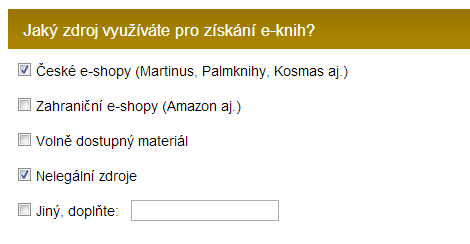 Jaký zdroj využíváte pro získání e-knih?
České e-shopy (Martinus, Palmknihy, Kosmas aj.)
Zahraniční e-shopy (Amazon aj.)
Volně dostupný materiál
Nelegální zdroje
Jiný, doplňte: